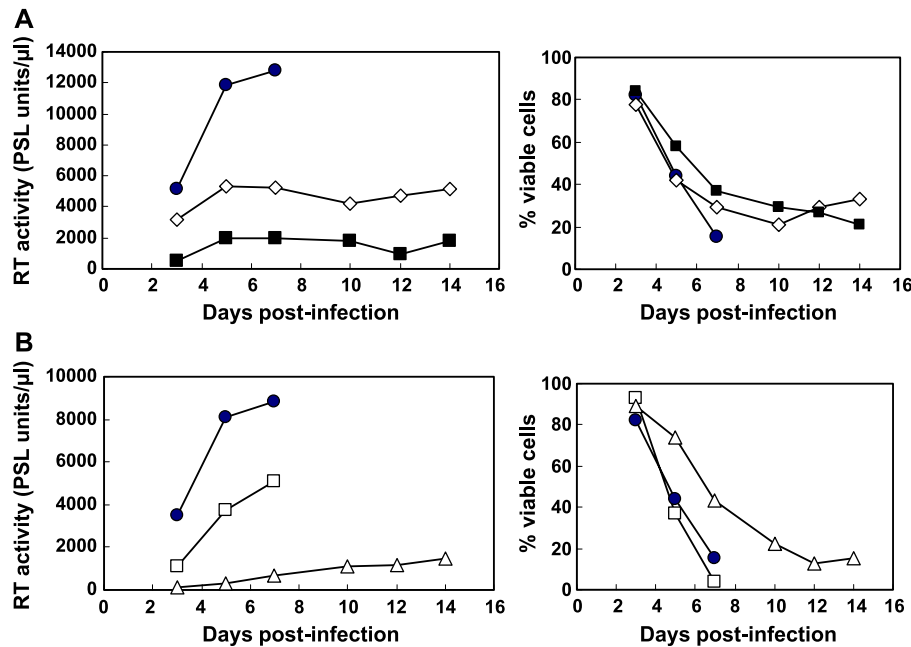 A
RT activity (PSL units/µl)
14000
12000
10000
8000
6000
4000
2000
0
0 2 4 6 8 10 12 14 16
Days post-infection
% viable cells
100
80
60
40
20
0
0 2 4 6 8 10 12 14 16
Days post-infection
B
RT activity (PSL units/µl)
10000
8000
6000
4000
2000
0
0 2 4 6 8 10 12 14 16
Days post-infection
% viable cells
100
80
60
40
20
0
0 2 4 6 8 10 12 14 16
Days post-infection